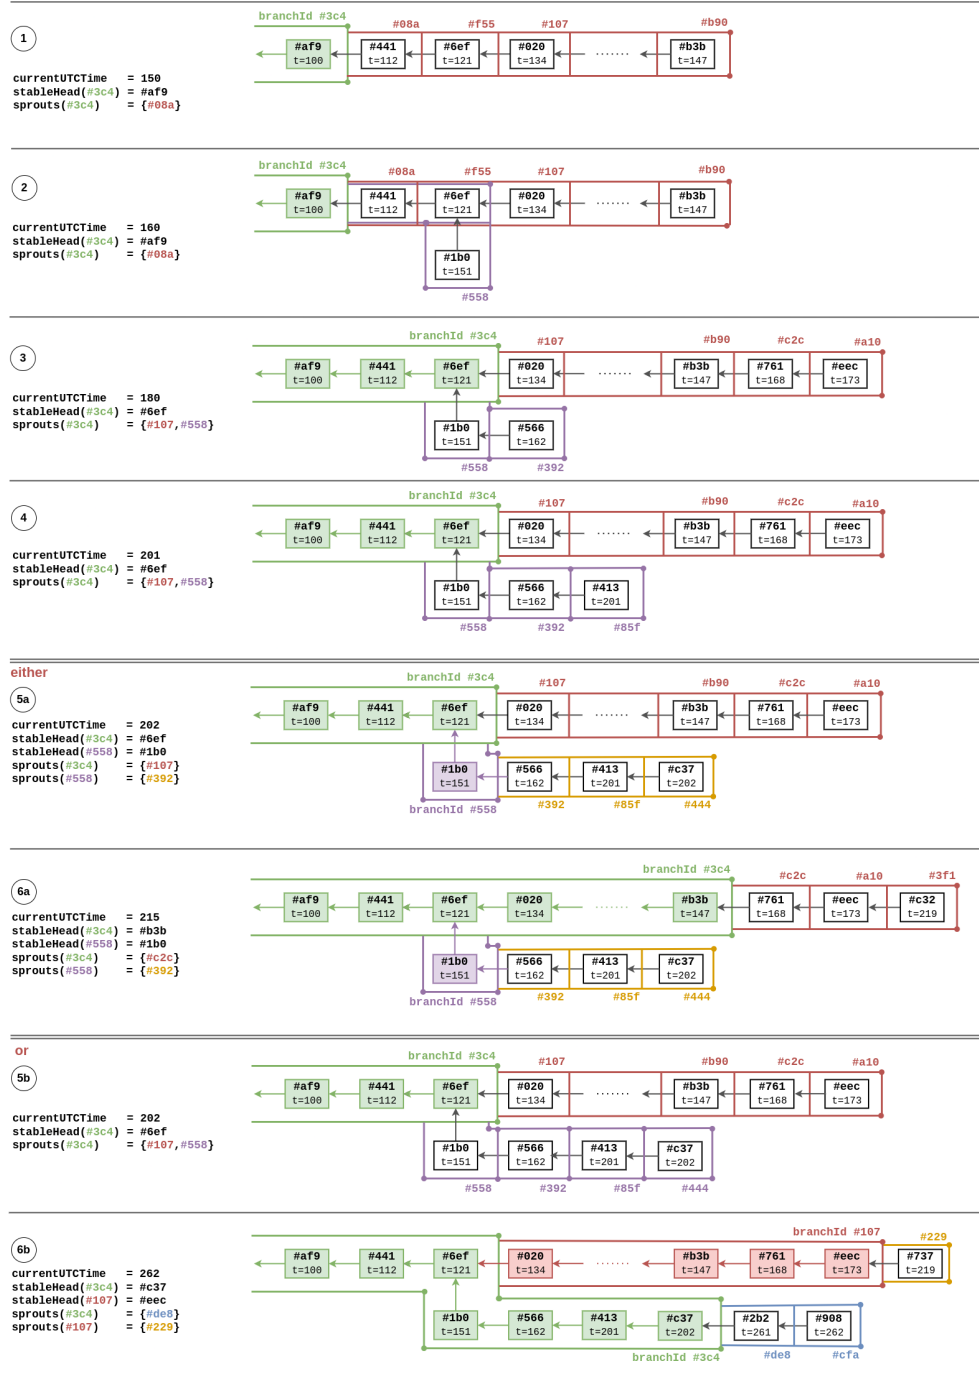 branchId #3c4
#08a #f55 #107 #b90
1
#af9 #441 #6ef #020 ....... #b3b
t=100 t=112 t=121 t=134 t=147
currentUTCTime = 150
stableHead(#3c4) = #af9
sprouts(#3c4) = {#08a}
branchId #3c4
#08a #f55 #107 #b90
2
#af9 #441 #6ef #020 ....... #b3b
t=100 t=112 t=121 t=134 t=147
currentUTCTime = 160
stableHead(#3c4) = #af9
sprouts(#3c4) = {#08a}
#1b0
t=151
#558
branchId #3c4
#107 #b90 #c2c #a10
3
#af9 #441 #6ef #020 ....... #b3b #761 #eec
t=100 t=112 t=121 t=134 t=147 t=168 t=173
currentUTCTime = 180
stableHead(#3c4) = #6ef
sprouts(#3c4) = {#107,#558}
#1b0 #566
t=151 t=162
#558 #392
branchId #3c4
#107 #b90 #c2c #a10
4
#af9 #441 #6ef #020 ....... #b3b #761 #eec
t=100 t=112 t=121 t=134 t=147 t=168 t=173
currentUTCTime = 201
stableHead(#3c4) = #6ef
sprouts(#3c4) = {#107,#558}
#1b0 #566 #413
t=151 t=162 t=201
#558 #392 #85f
either
branchId #3c4
#107 #b90 #c2c #a10
5a
#af9 #441 #6ef #020 ....... #b3b #761 #eec
t=100 t=112 t=121 t=134 t=147 t=168 t=173
currentUTCTime = 202
stableHead(#3c4) = #6ef
stableHead(#558) = #1b0
sprouts(#3c4) = {#107}
sprouts(#558) = {#392}
#1b0 #566 #413 #c37
t=151 t=162 t=201 t=202
#392 #85f #444
branchId #558
branchId #3c4
#c2c #a10 #3f1
6a
#af9 #441 #6ef #020 ....... #b3b #761 #eec #c32
t=100 t=112 t=121 t=134 t=147 t=168 t=173 t=219
currentUTCTime = 215
stableHead(#3c4) = #b3b
stableHead(#558) = #1b0
sprouts(#3c4) = {#c2c}
sprouts(#558) = {#392}
#1b0 #566 #413 #c37
t=151 t=162 t=201 t=202
#392 #85f #444
branchId #558
or
branchId #3c4
#107 #b90 #c2c #a10
5b
#af9 #441 #6ef #020 ....... #b3b #761 #eec
t=100 t=112 t=121 t=134 t=147 t=168 t=173
currentUTCTime = 202
stableHead(#3c4) = #6ef
sprouts(#3c4) = {#107,#558}
#1b0 #566 #413 #c37
t=151 t=162 t=201 t=202
#558 #392 #85f #444
branchId #107
#229
6b
#af9 #441 #6ef #020 ....... #b3b #761 #eec #737
t=100 t=112 t=121 t=134 t=147 t=168 t=173 t=219
currentUTCTime = 262
stableHead(#3c4) = #c37
stableHead(#107) = #eec
sprouts(#3c4) = {#de8}
sprouts(#107) = {#229}
#1b0 #566 #413 #c37 #2b2 #908
t=151 t=162 t=201 t=202 t=261 t=262
branchId #3c4
#de8 #cfa